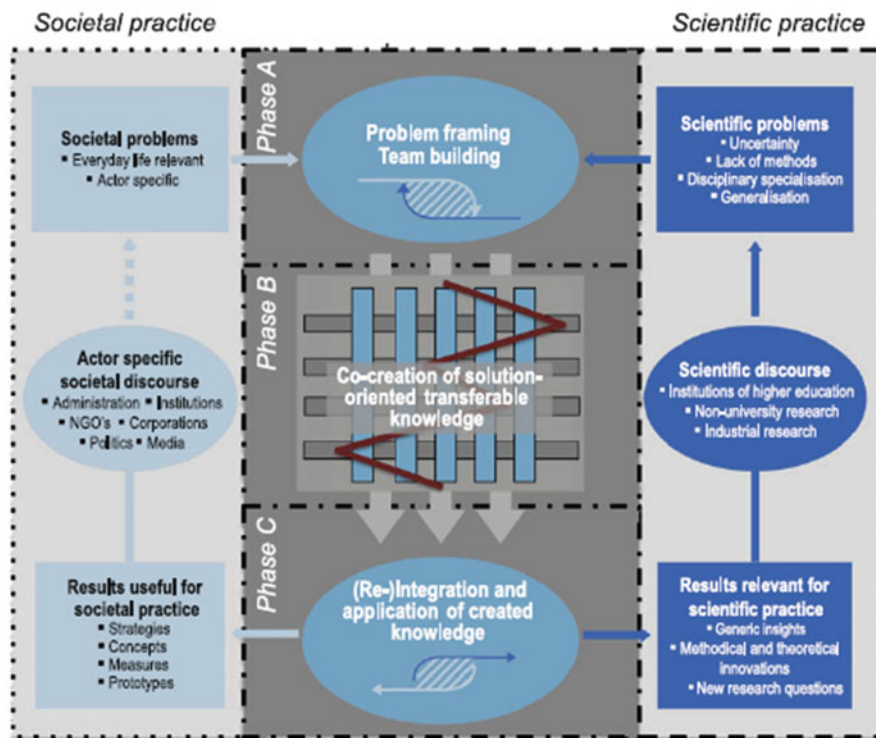 Societal practice
Scientific practice
Phase A
Societal problems
▪ Everyday life relevant
▪ Actor specific
Problem framing
Team building
Scientific problems
▪ Uncertainty
▪ Lack of methods
▪ Disciplinary specialisation
▪ Generalisation
Phase B
Actor specific
societal discourse
▪ Administration ▪ Institutions
▪ NGO's ▪ Corporations
▪ Politics ▪ Media
Co-creation of solution-
oriented transferable
knowledge
Scientific discourse
▪ Institutions of higher education
▪ Non-university research
▪ Industrial research
Phase C
Results useful for
societal practice
▪ Strategies
▪ Concepts
▪ Measures
▪ Prototypes
(Re-)Integration and
application of created
knowledge
Results relevant for
scientific practice
▪ Generic insights
▪ Methodical and theoretical
innovations
▪ New research questions